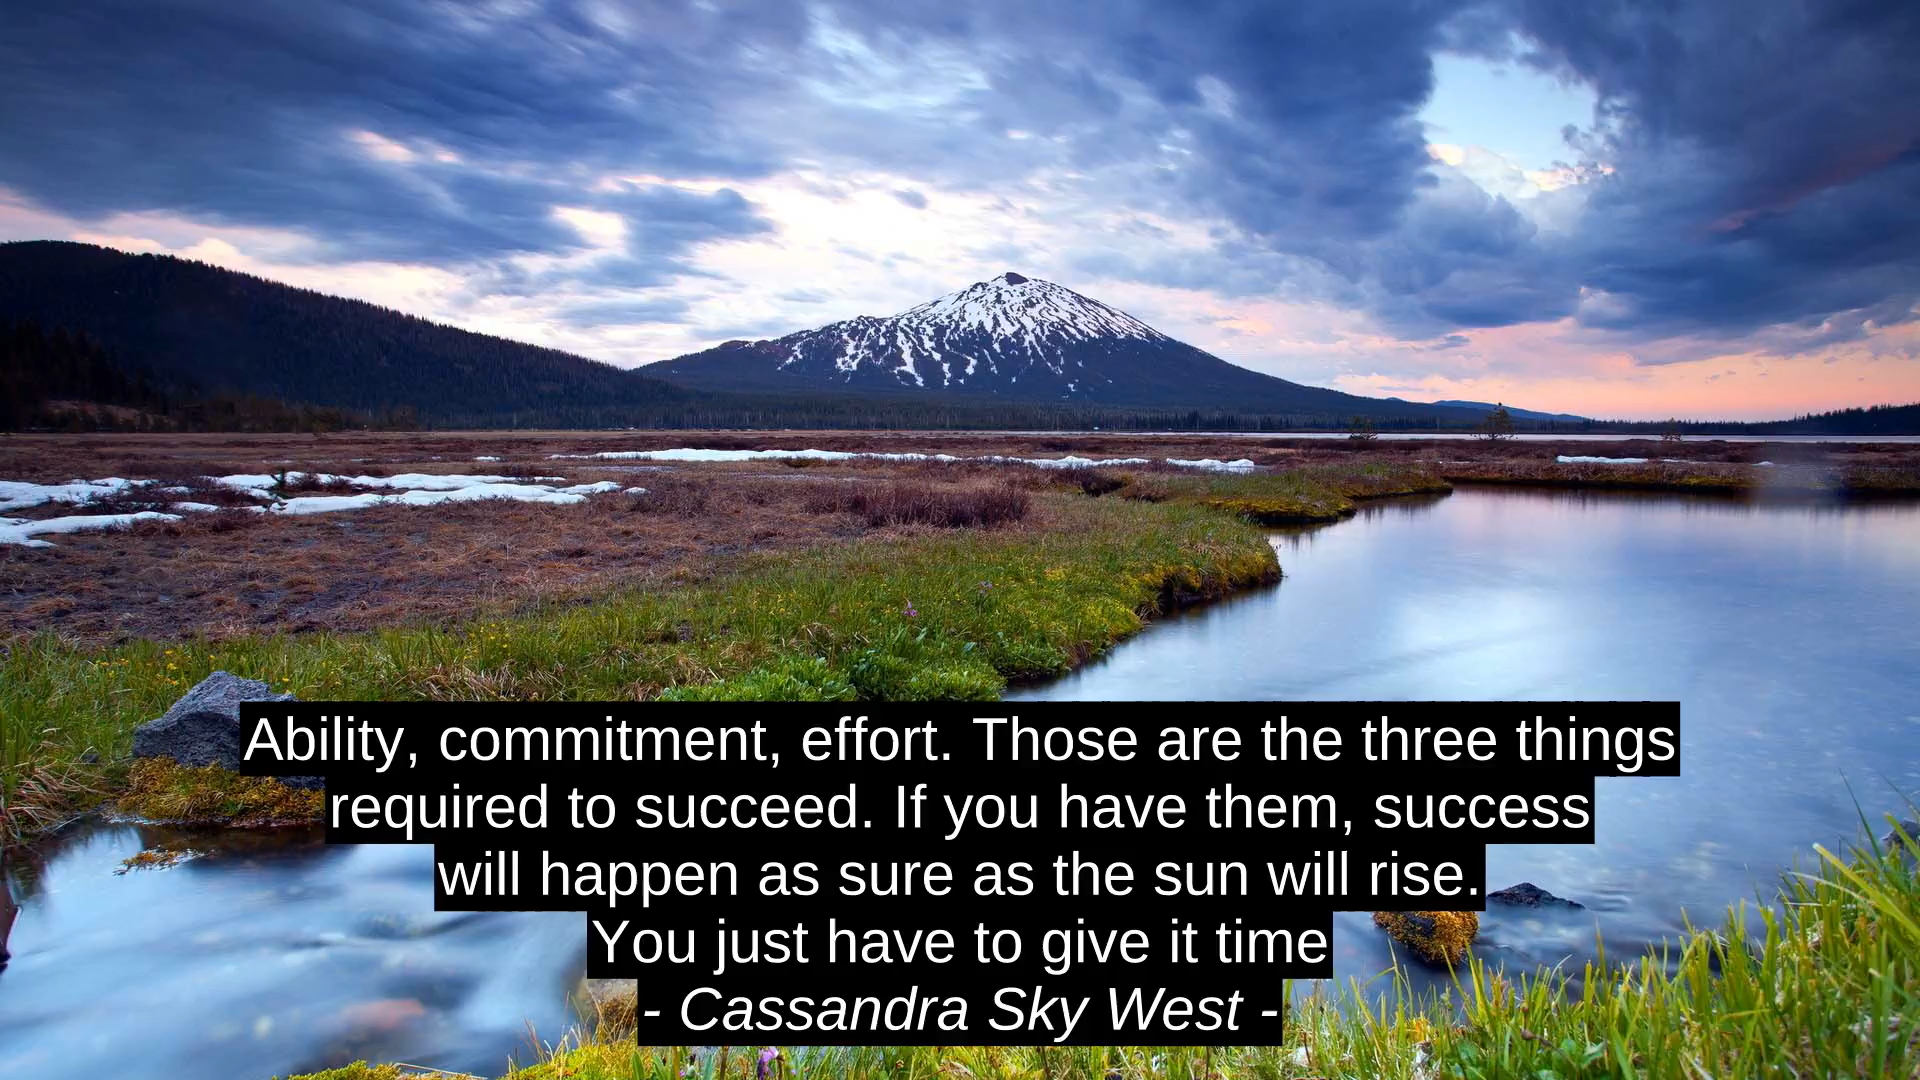 Ability, commitment, effort. Those are the three things
required to succeed. If you have them, success
will happen as sure as the sun will rise.
You just have to give it time
- Cassandra Sky West -